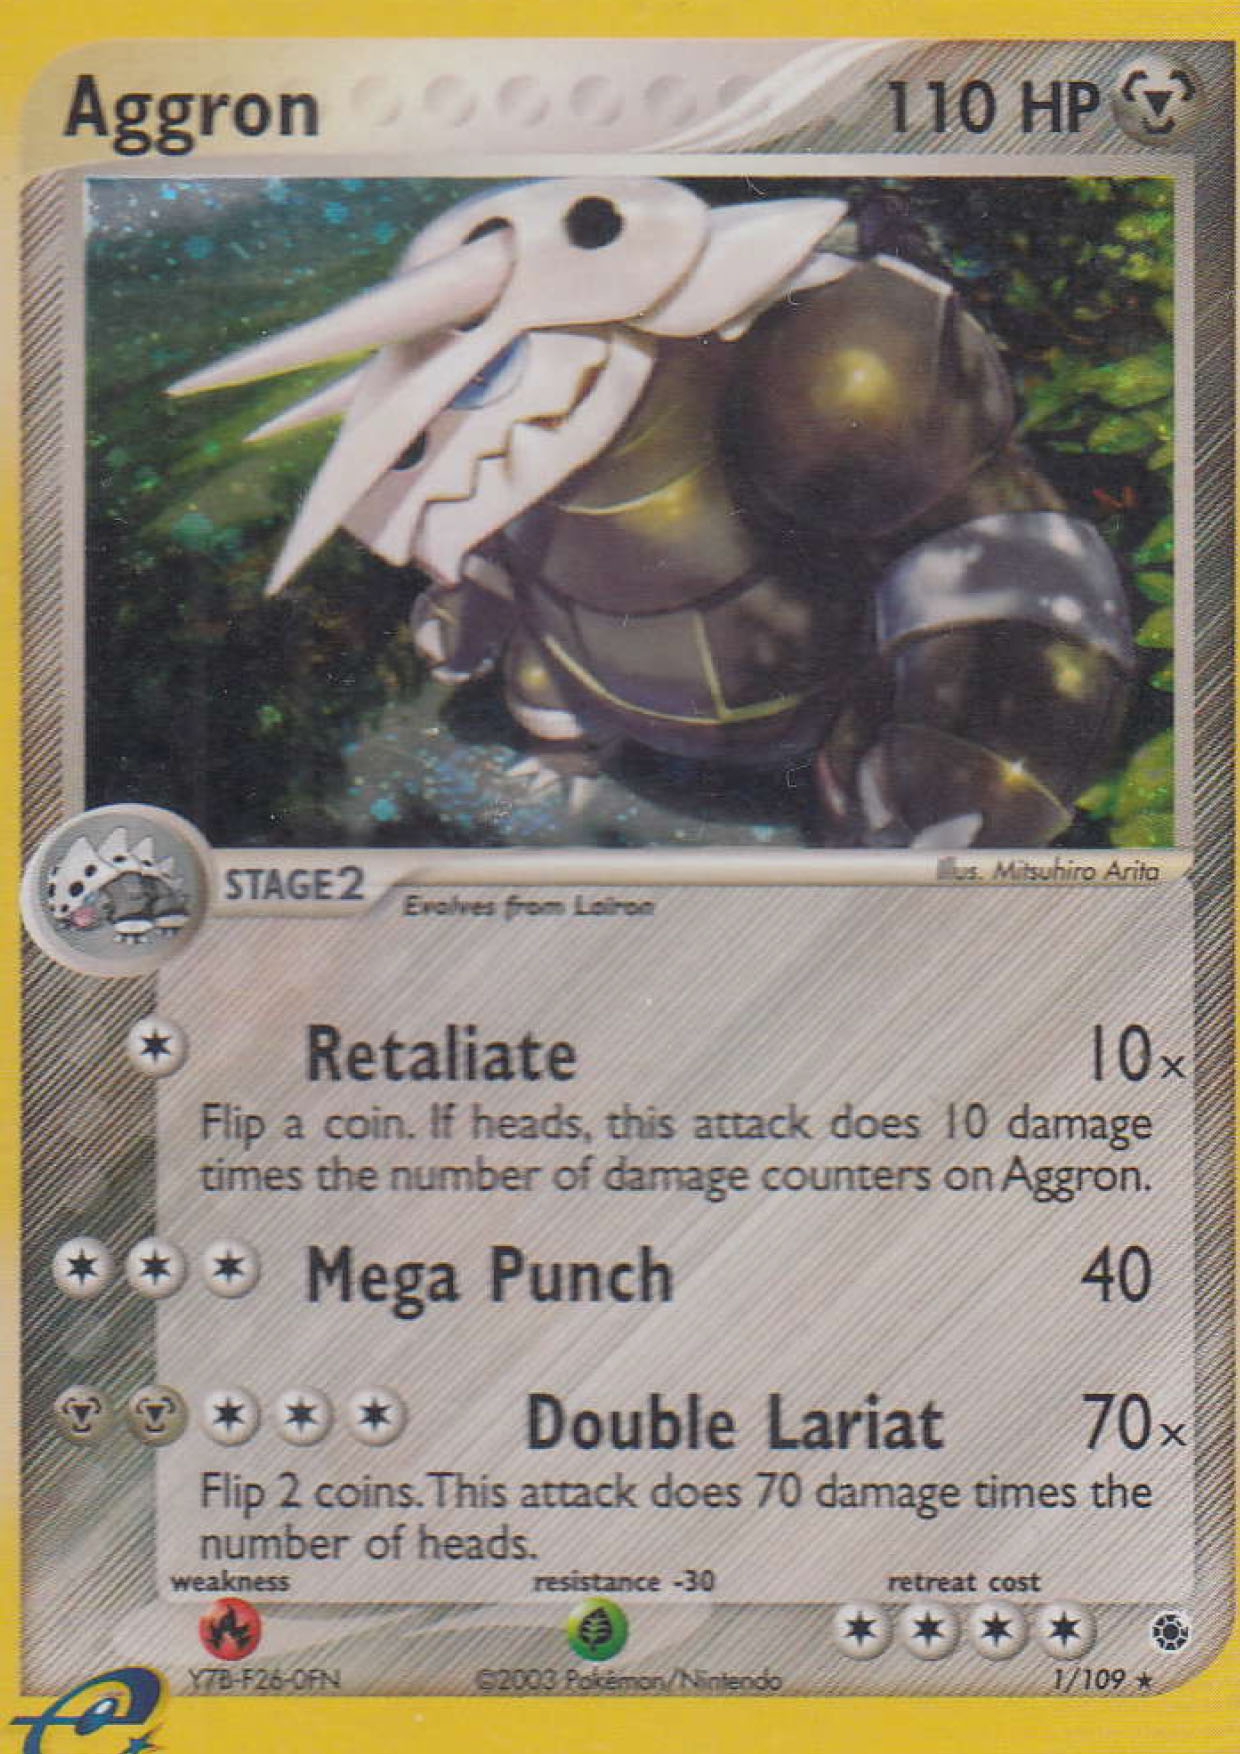 Aggron
110 HP
STAGE2
Illus. Mitsuhiro Arita
Evolves from Lairon
Retaliate 10x
Flip a coin. If heads, this attack does 10 damage
times the number of damage counters on Aggron.
Mega Punch 40
Double Lariat 70x
Flip 2 coins. This attack does 70 damage times the
number of heads.
weakness resistance -30 retreat cost
Y7B-F26-0FN ©2003 Pokémon/Nintendo 1/109 ★
e